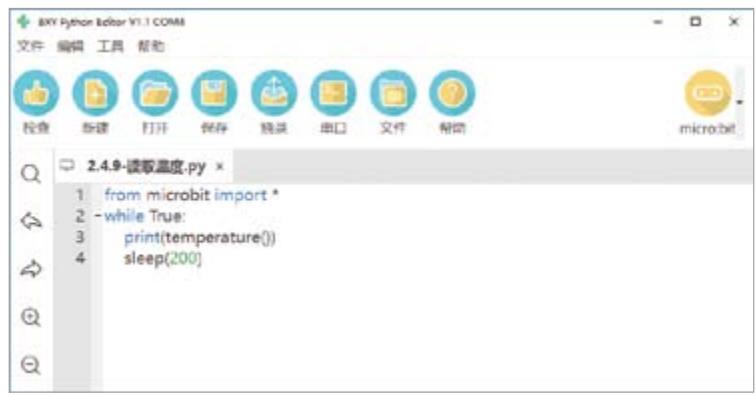 BXY Python Editor V1.1 COM8
文件 编辑 工具 帮助
检查 新建 打开 保存 烧录 串口 文件 帮助 micro:bit
2.4.9-读取温度.py ×
1 from microbit import *
2 while True:
3 print(temperature())
4 sleep(200)